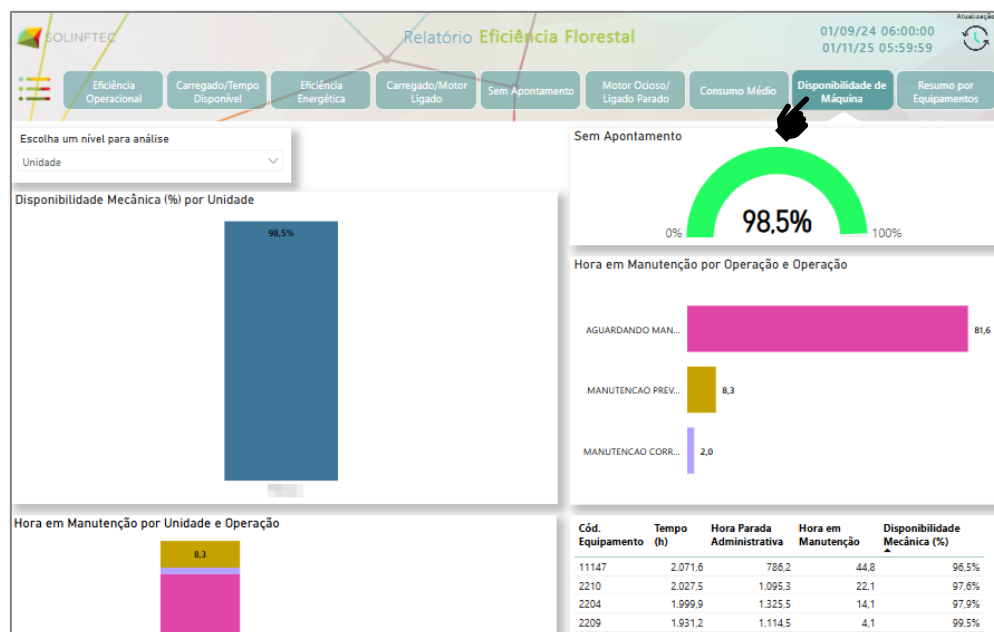 SOLINFTEC
Relatório Eficiência Florestal
01/09/24 06:00:00
01/11/25 05:59:59
Atualização
Eficiência
Operacional
Carregado/Tempo
Disponível
Eficiência
Energética
Carregado/Motor
Ligado
Sem Apontamento
Motor Ocioso/
Ligado Parado
Consumo Médio
Disponibilidade de
Máquina
Resumo por
Equipamentos
Escolha um nível para análise
Unidade
Disponibilidade Mecânica (%) por Unidade
98,5%
Sem Apontamento
98,5%
0%
100%
Hora em Manutenção por Operação e Operação
AGUARDANDO MAN...
81,6
MANUTENCAO PREV...
8,3
MANUTENCAO CORR...
2,0
Hora em Manutenção por Unidade e Operação
8,3
Cód. Equipamento Tempo (h) Hora Parada Administrativa Hora em Manutenção Disponibilidade Mecânica (%)
11147 2.071,6 786,2 44,8 96,5%
2210 2.027,5 1.095,3 22,1 97,6%
2204 1.999,9 1.325,5 14,1 97,9%
2209 1.931,2 1.114,5 4,1 99,5%